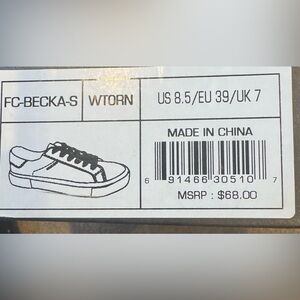 FC-BECKA-S WTORN US 8.5/EU 39/UK 7
MADE IN CHINA
6 91466 30510 7
MSRP : $68.00